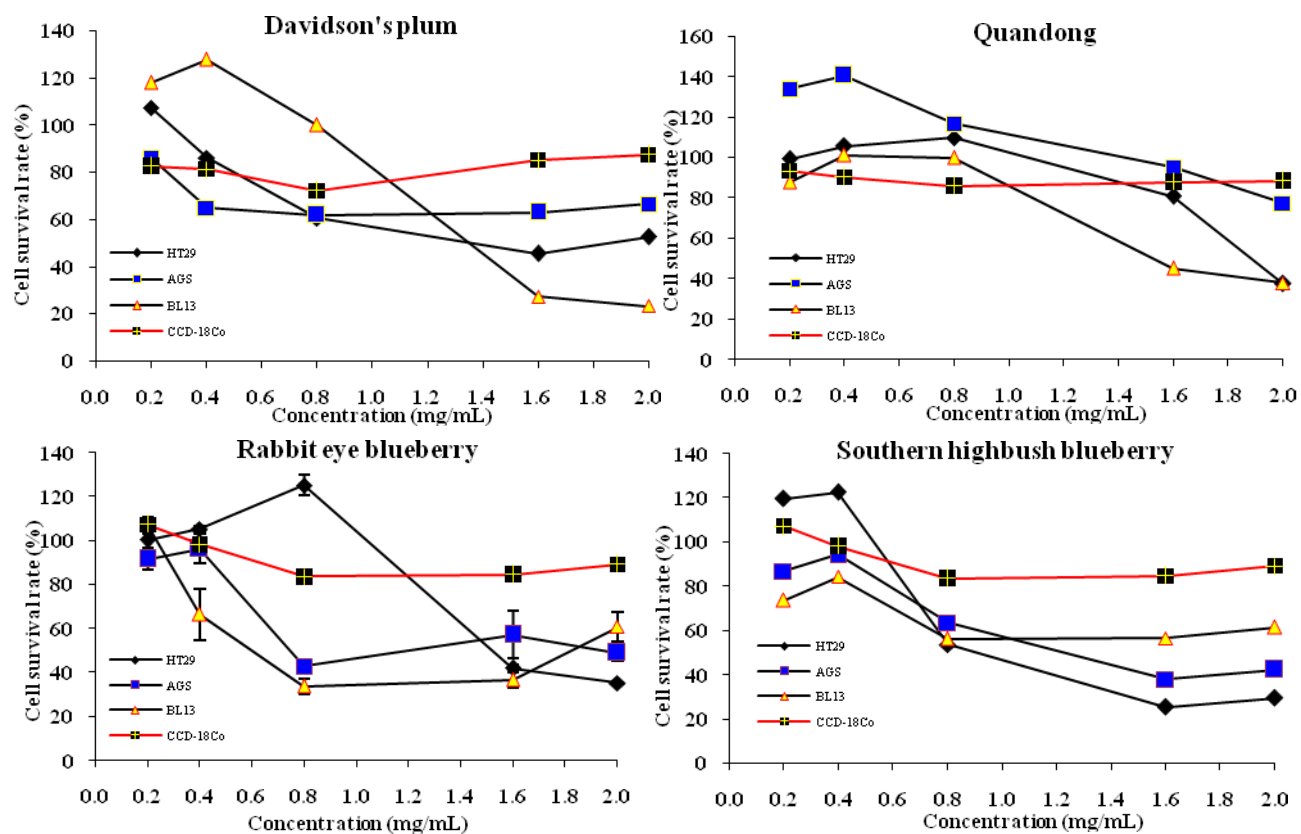 Davidson's plum
Cell survival rate (%)
140
120
100
80
60
40
20
0
HT29
AGS
BL13
CCD-18Co
0.0 0.2 0.4 0.6 0.8 1.0 1.2 1.4 1.6 1.8 2.0
Concentration (mg/mL)
Quandong
Cell survival rate (%)
160
140
120
100
80
60
40
20
0
HT29
AGS
BL13
CCD-18Co
0.0 0.2 0.4 0.6 0.8 1.0 1.2 1.4 1.6 1.8 2.0
Concentration (mg/mL)
Rabbit eye blueberry
Cell survival rate (%)
140
120
100
80
60
40
20
0
HT29
AGS
BL13
CCD-18Co
0.0 0.2 0.4 0.6 0.8 1.0 1.2 1.4 1.6 1.8 2.0
Concentration (mg/mL)
Southern highbush blueberry
Cell survival rate (%)
140
120
100
80
60
40
20
0
HT29
AGS
BL13
CCD-18Co
0.0 0.2 0.4 0.6 0.8 1.0 1.2 1.4 1.6 1.8 2.0
Concentration (mg/mL)